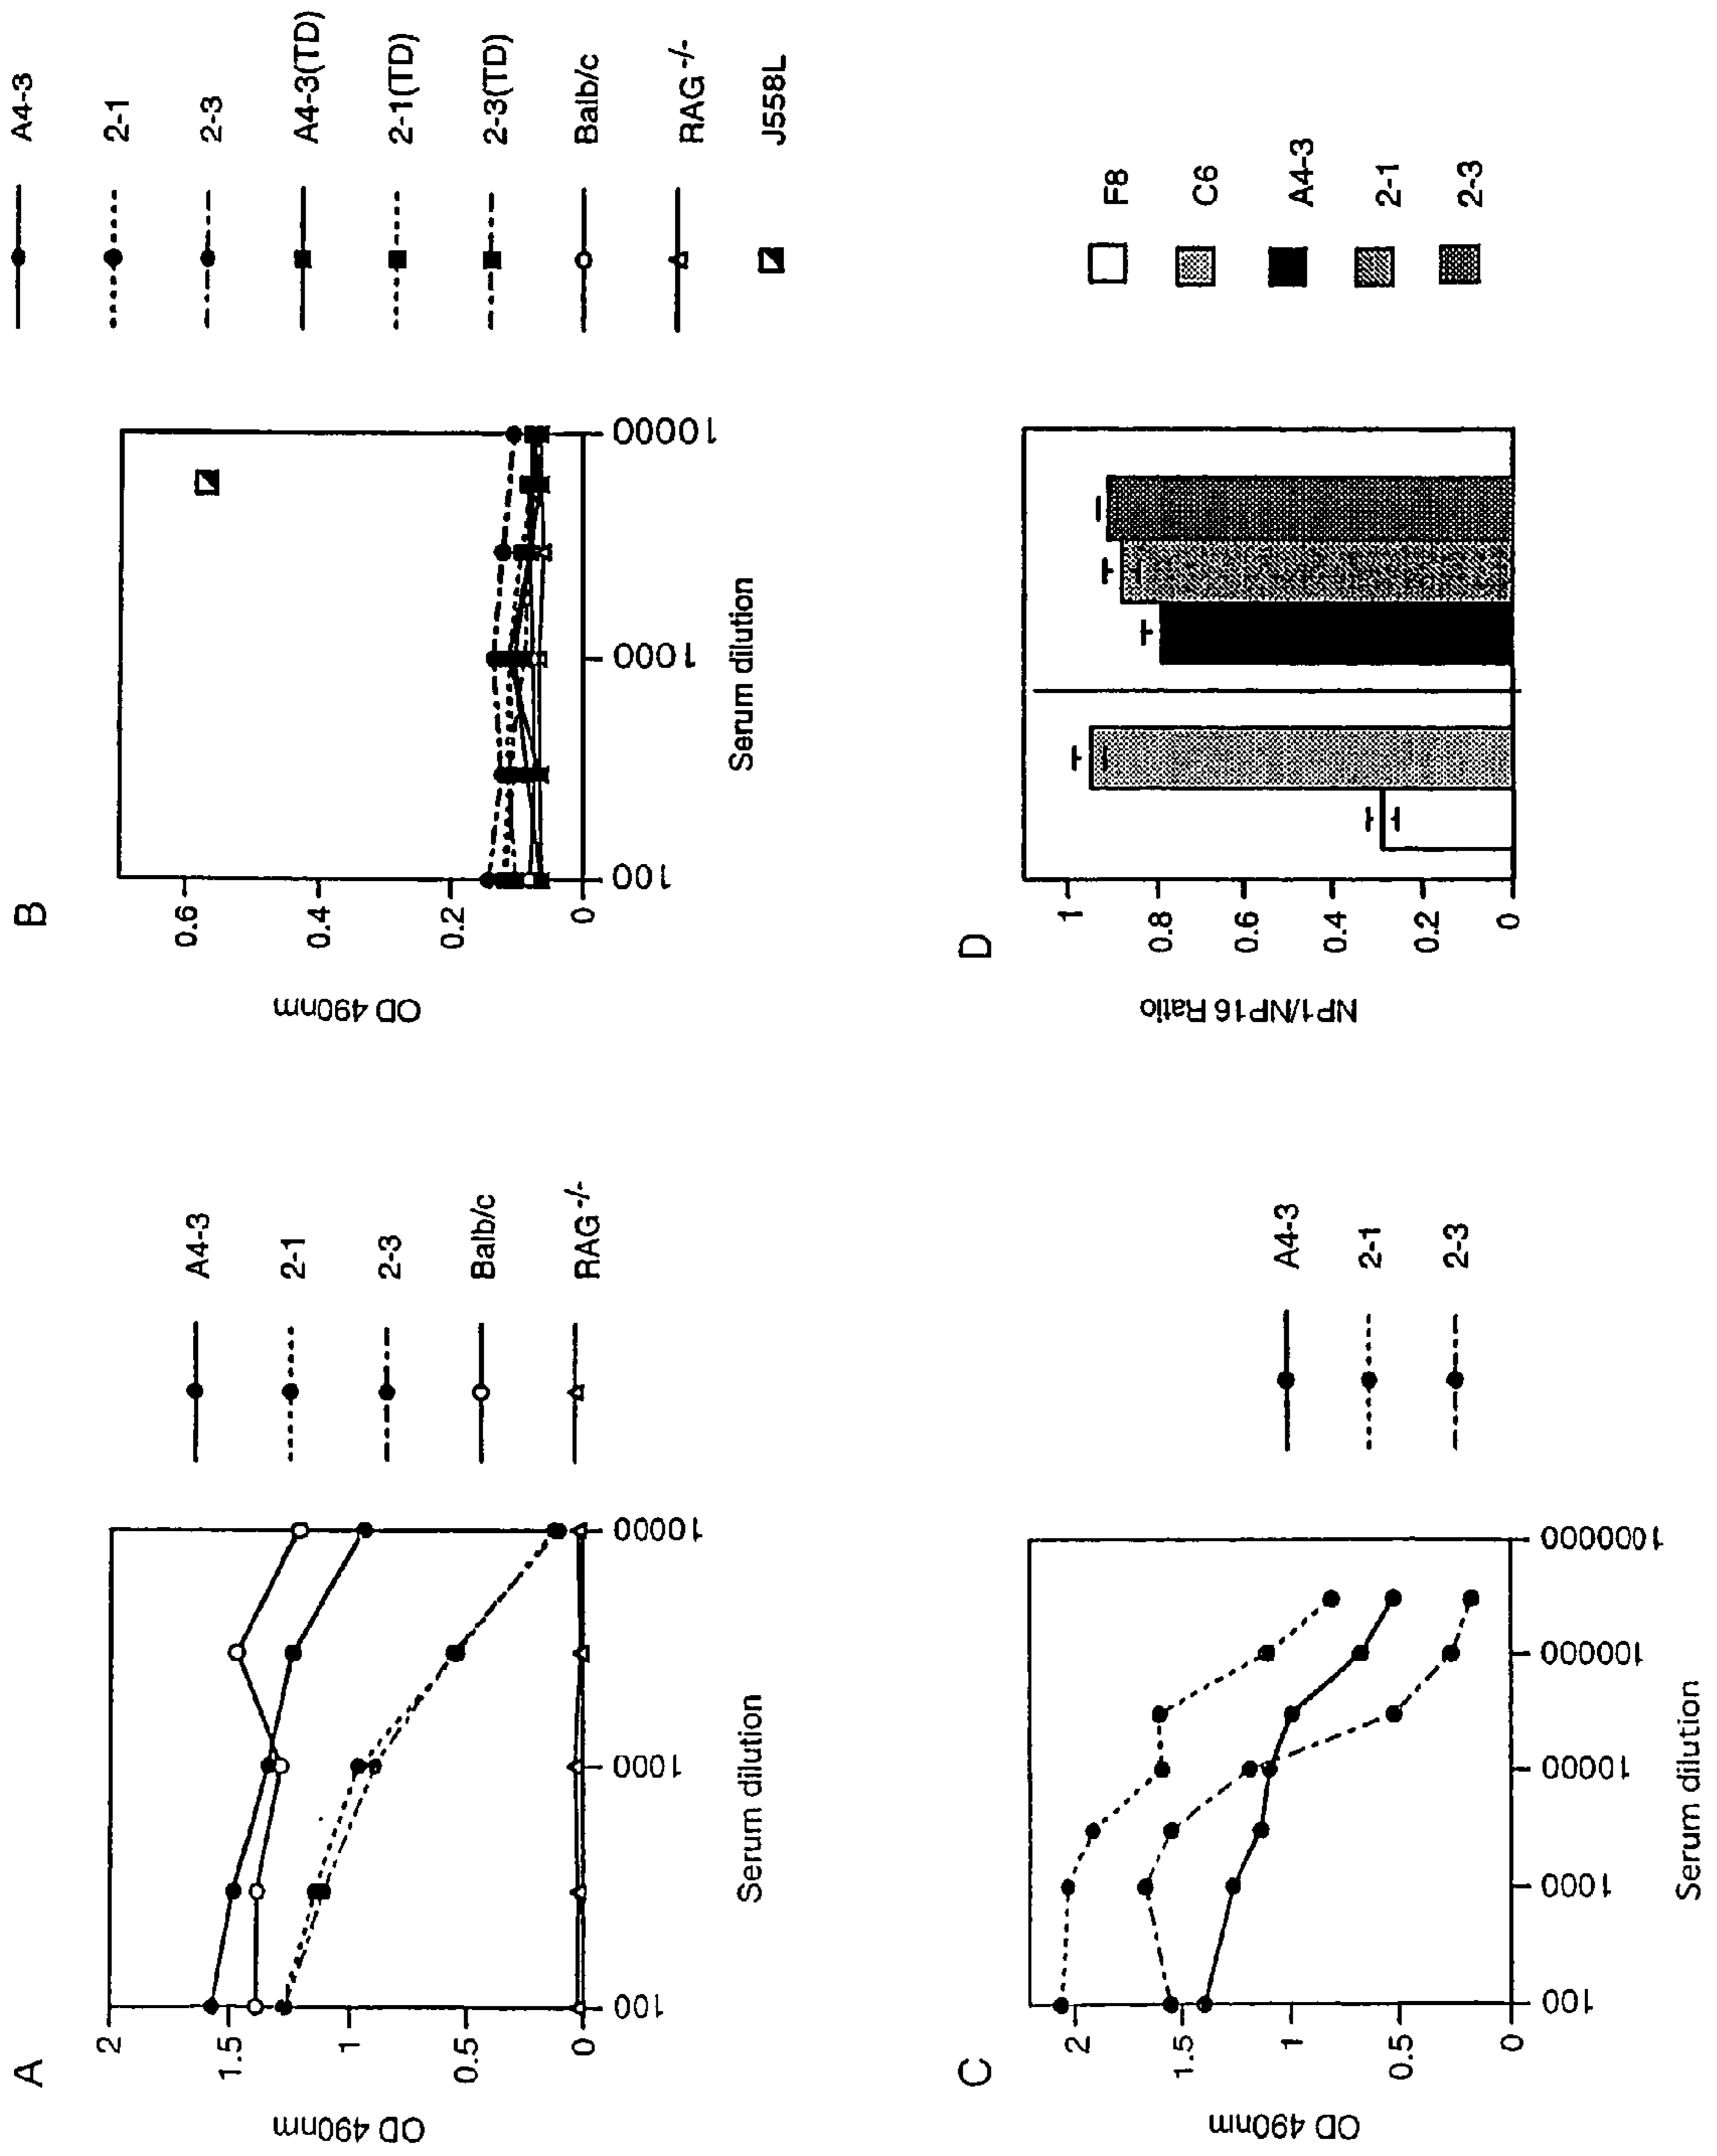 A
OD 490nm
2
1.5
1
0.5
0
100
1000
10000
Serum dilution
A4-3
2-1
2-3
Balb/c
RAG -/-
B
OD 490nm
0.6
0.4
0.2
0
100
1000
10000
Serum dilution
A4-3
2-1
2-3
A4-3(TD)
2-1(TD)
2-3(TD)
Balb/c
RAG -/-
J558L
C
OD 490nm
2
1.5
1
0.5
0
100
1000
10000
100000
1000000
Serum dilution
A4-3
2-1
2-3
D
NP1/NP16 Ratio
1
0.8
0.6
0.4
0.2
0
F8
C6
A4-3
2-1
2-3